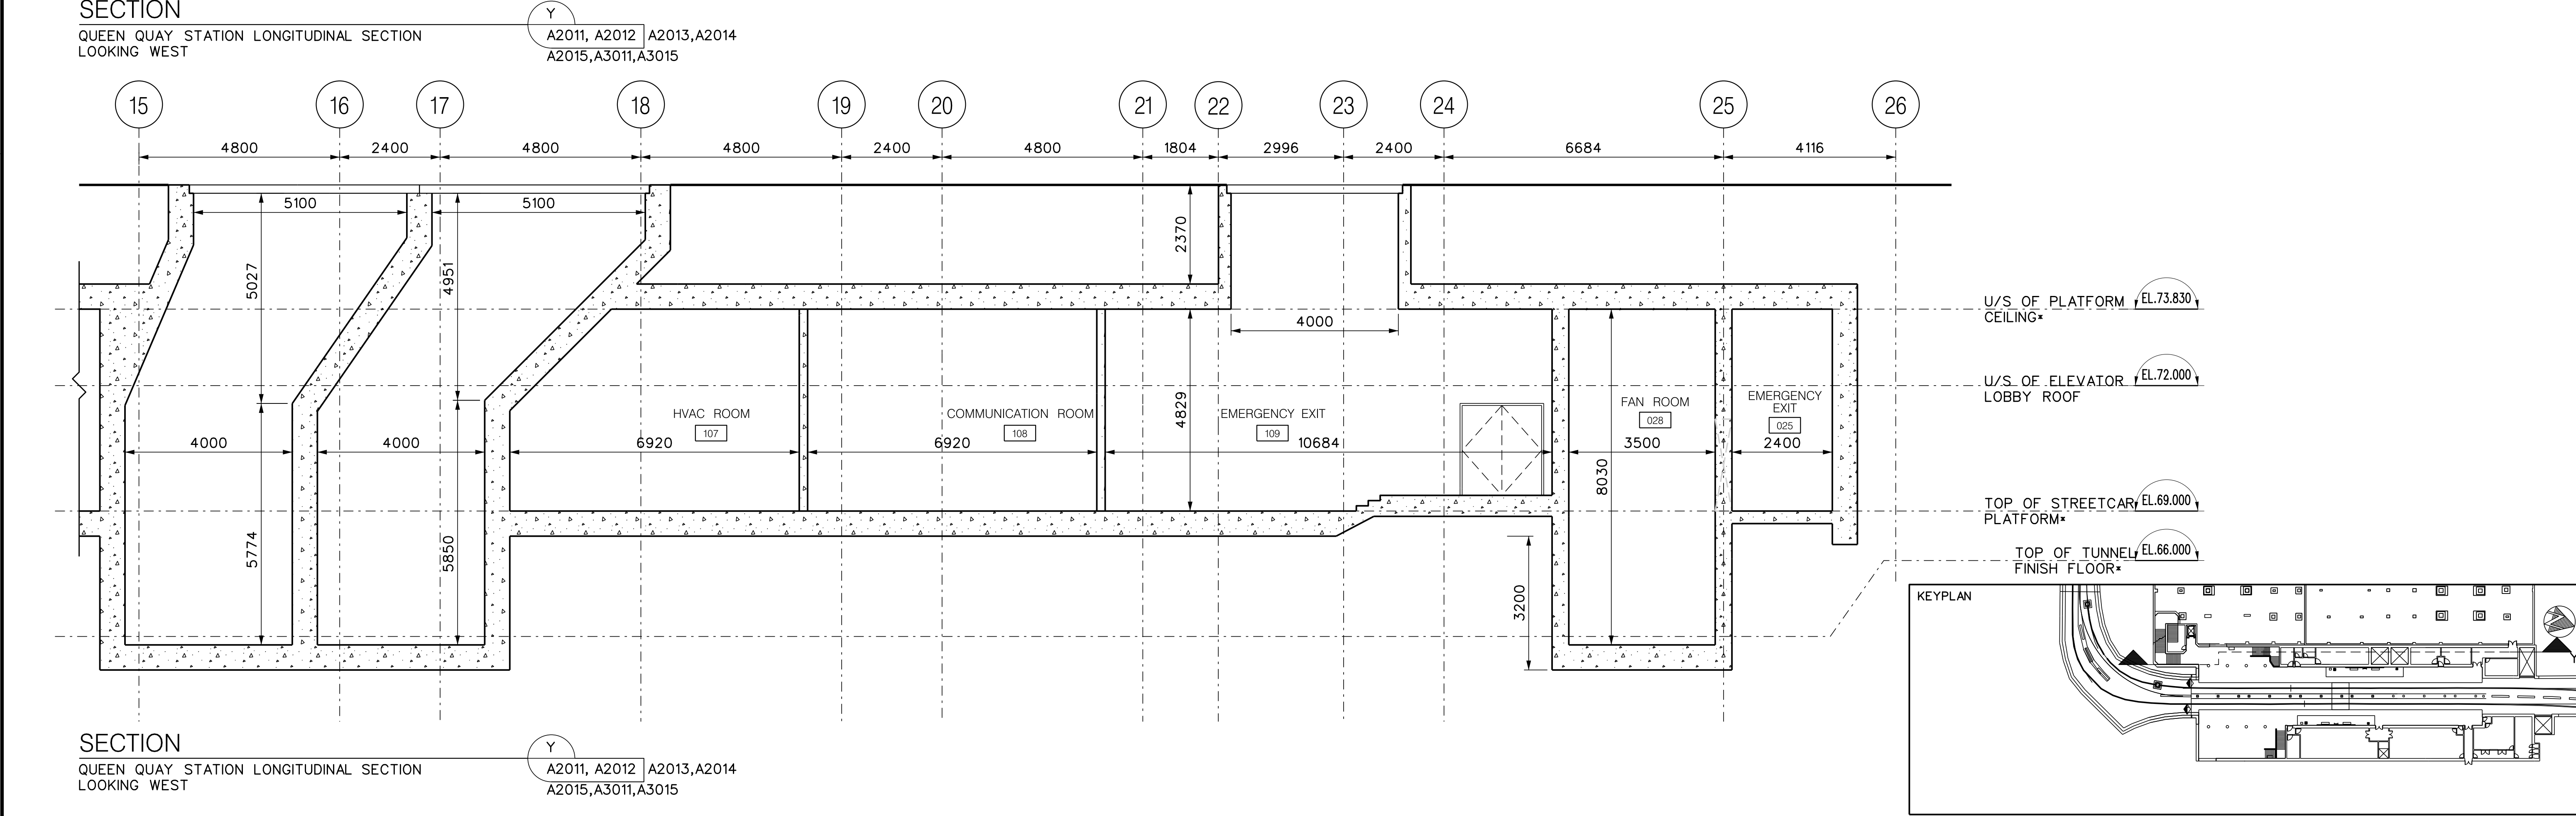 SECTION
QUEEN QUAY STATION LONGITUDINAL SECTION
LOOKING WEST
Y
A2011, A2012 A2013,A2014
A2015,A3011,A3015
15 16 17 18 19 20 21 22 23 24 25 26
4800 2400 4800 4800 2400 4800 1804 2996 2400 6684 4116
5100 5100
2370
5027 4951
4000
U/S OF PLATFORM EL.73.830
CEILING*
U/S OF ELEVATOR EL.72.000
LOBBY ROOF
HVAC ROOM
107
COMMUNICATION ROOM
108
4829
EMERGENCY EXIT
109
FAN ROOM
028
EMERGENCY
EXIT
025
4000 4000 6920 6920 10684 3500 2400
8030
TOP OF STREETCAR EL.69.000
PLATFORM*
5774 5850
3200
TOP OF TUNNEL EL.66.000
FINISH FLOOR*
KEYPLAN
SECTION
QUEEN QUAY STATION LONGITUDINAL SECTION
LOOKING WEST
Y
A2011, A2012 A2013,A2014
A2015,A3011,A3015